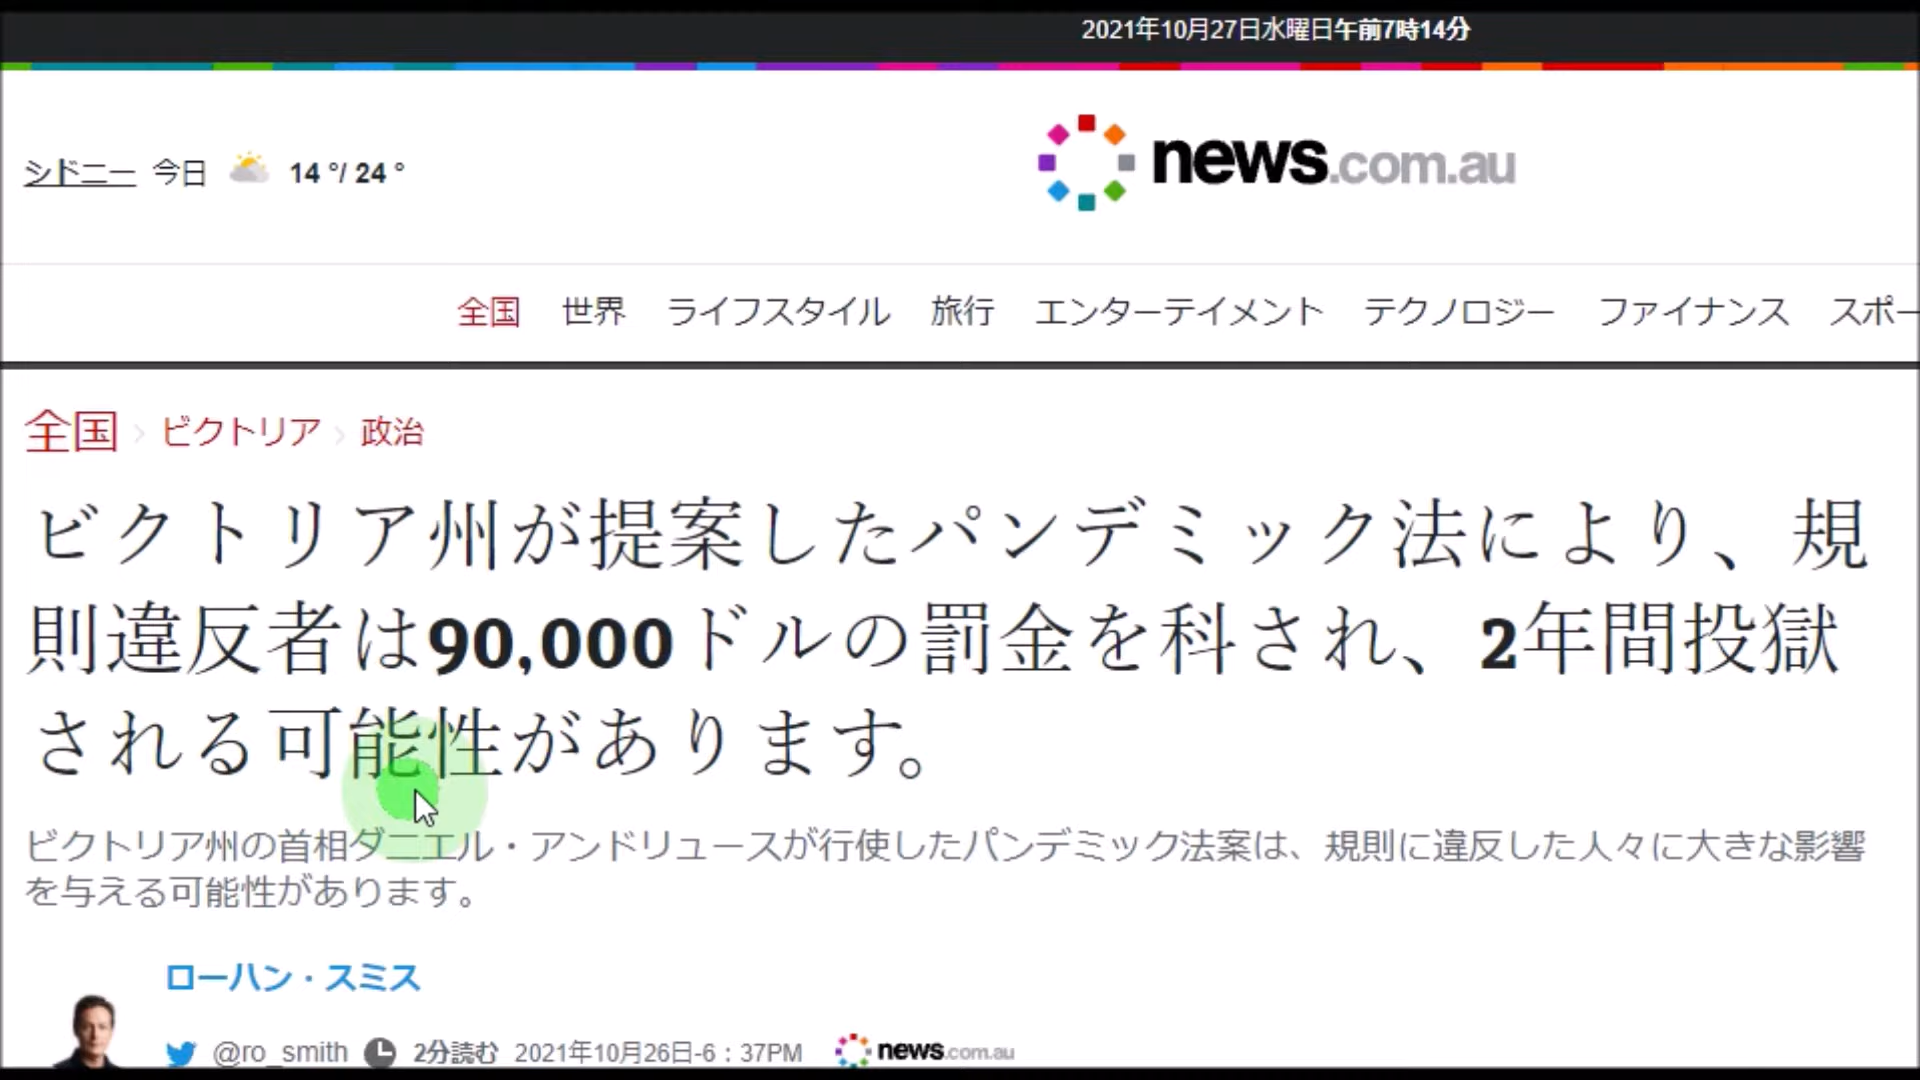 2021年10月27日水曜日午前7時14分
シドニー 今日 14 °/ 24 °
news.com.au
全国 世界 ライフスタイル 旅行 エンターテイメント テクノロジー ファイナンス スポー
全国 › ビクトリア › 政治
ビクトリア州が提案したパンデミック法により、規
則違反者は90,000ドルの罰金を科され、2年間投獄
される可能性があります。
ビクトリア州の首相ダニエル・アンドリュースが行使したパンデミック法案は、規則に違反した人々に大きな影響
を与える可能性があります。
ローハン・スミス
@ro_smith 2分読む 2021年10月26日-6：37PM news.com.au